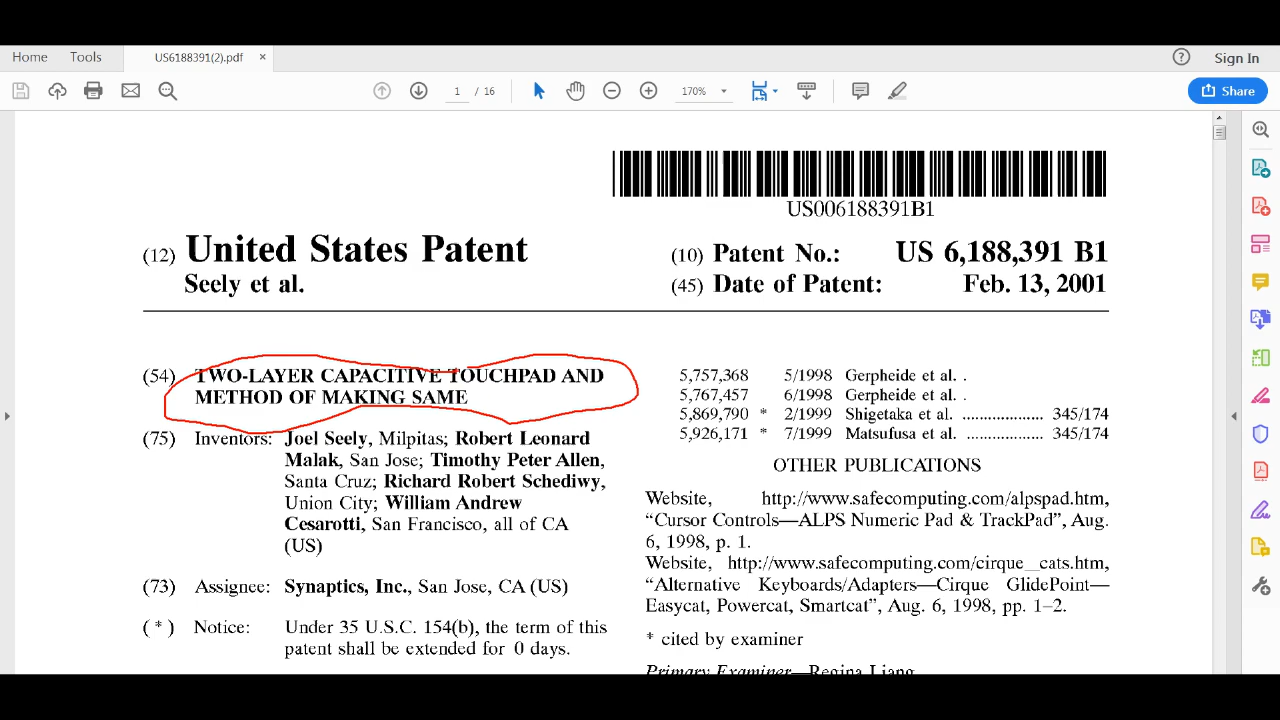 Home Tools US6188391(2).pdf × ? Sign In
1 / 16 170% Share
US006188391B1
(12) United States Patent
Seely et al.
(10) Patent No.: US 6,188,391 B1
(45) Date of Patent: Feb. 13, 2001
(54) TWO-LAYER CAPACITIVE TOUCHPAD AND
METHOD OF MAKING SAME
(75) Inventors: Joel Seely, Milpitas; Robert Leonard
Malak, San Jose; Timothy Peter Allen,
Santa Cruz; Richard Robert Schediwy,
Union City; William Andrew
Cesarotti, San Francisco, all of CA
(US)
(73) Assignee: Synaptics, Inc., San Jose, CA (US)
( * ) Notice: Under 35 U.S.C. 154(b), the term of this
patent shall be extended for 0 days.
5,757,368 5/1998 Gerpheide et al. .
5,767,457 6/1998 Gerpheide et al. .
5,869,790 * 2/1999 Shigetaka et al. .................. 345/174
5,926,171 * 7/1999 Matsufusa et al. .................. 345/174
OTHER PUBLICATIONS
Website, http://www.safecomputing.com/alpspad.htm,
“Cursor Controls—ALPS Numeric Pad & TrackPad”, Aug.
6, 1998, p. 1.
Website, http://www.safecomputing.com/cirque_cats.htm,
“Alternative Keyboards/Adapters—Cirque GlidePoint—
Easycat, Powercat, Smartcat”, Aug. 6, 1998, pp. 1–2.
* cited by examiner
Primary Examiner—Regina Liang